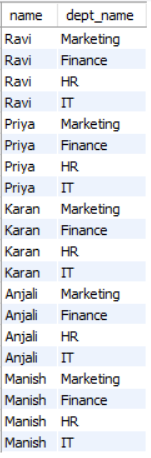 name dept_name
Ravi Marketing
Ravi Finance
Ravi HR
Ravi IT
Priya Marketing
Priya Finance
Priya HR
Priya IT
Karan Marketing
Karan Finance
Karan HR
Karan IT
Anjali Marketing
Anjali Finance
Anjali HR
Anjali IT
Manish Marketing
Manish Finance
Manish HR
Manish IT